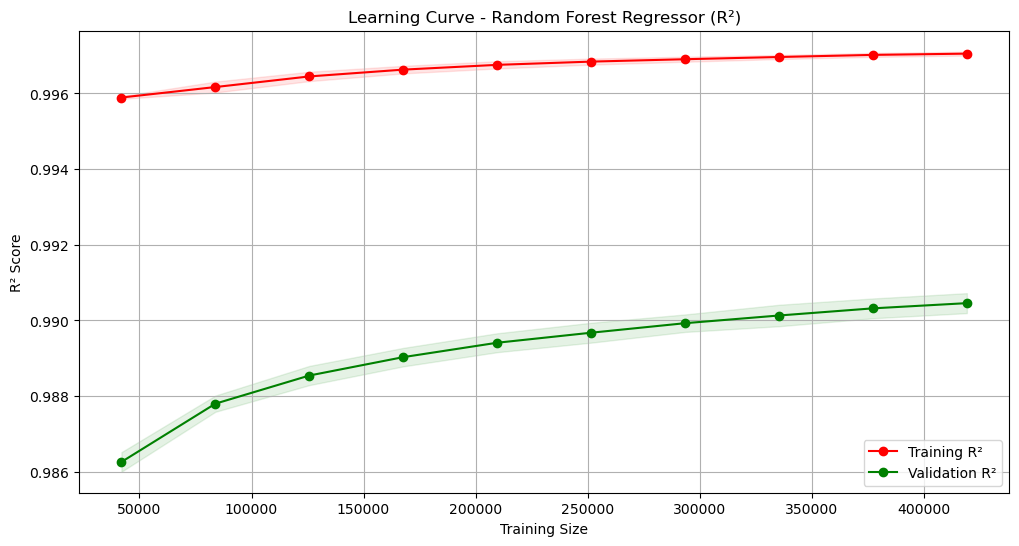 Learning Curve - Random Forest Regressor (R²)
R² Score
0.996
0.994
0.992
0.990
0.988
0.986
50000 100000 150000 200000 250000 300000 350000 400000
Training Size
Training R²
Validation R²